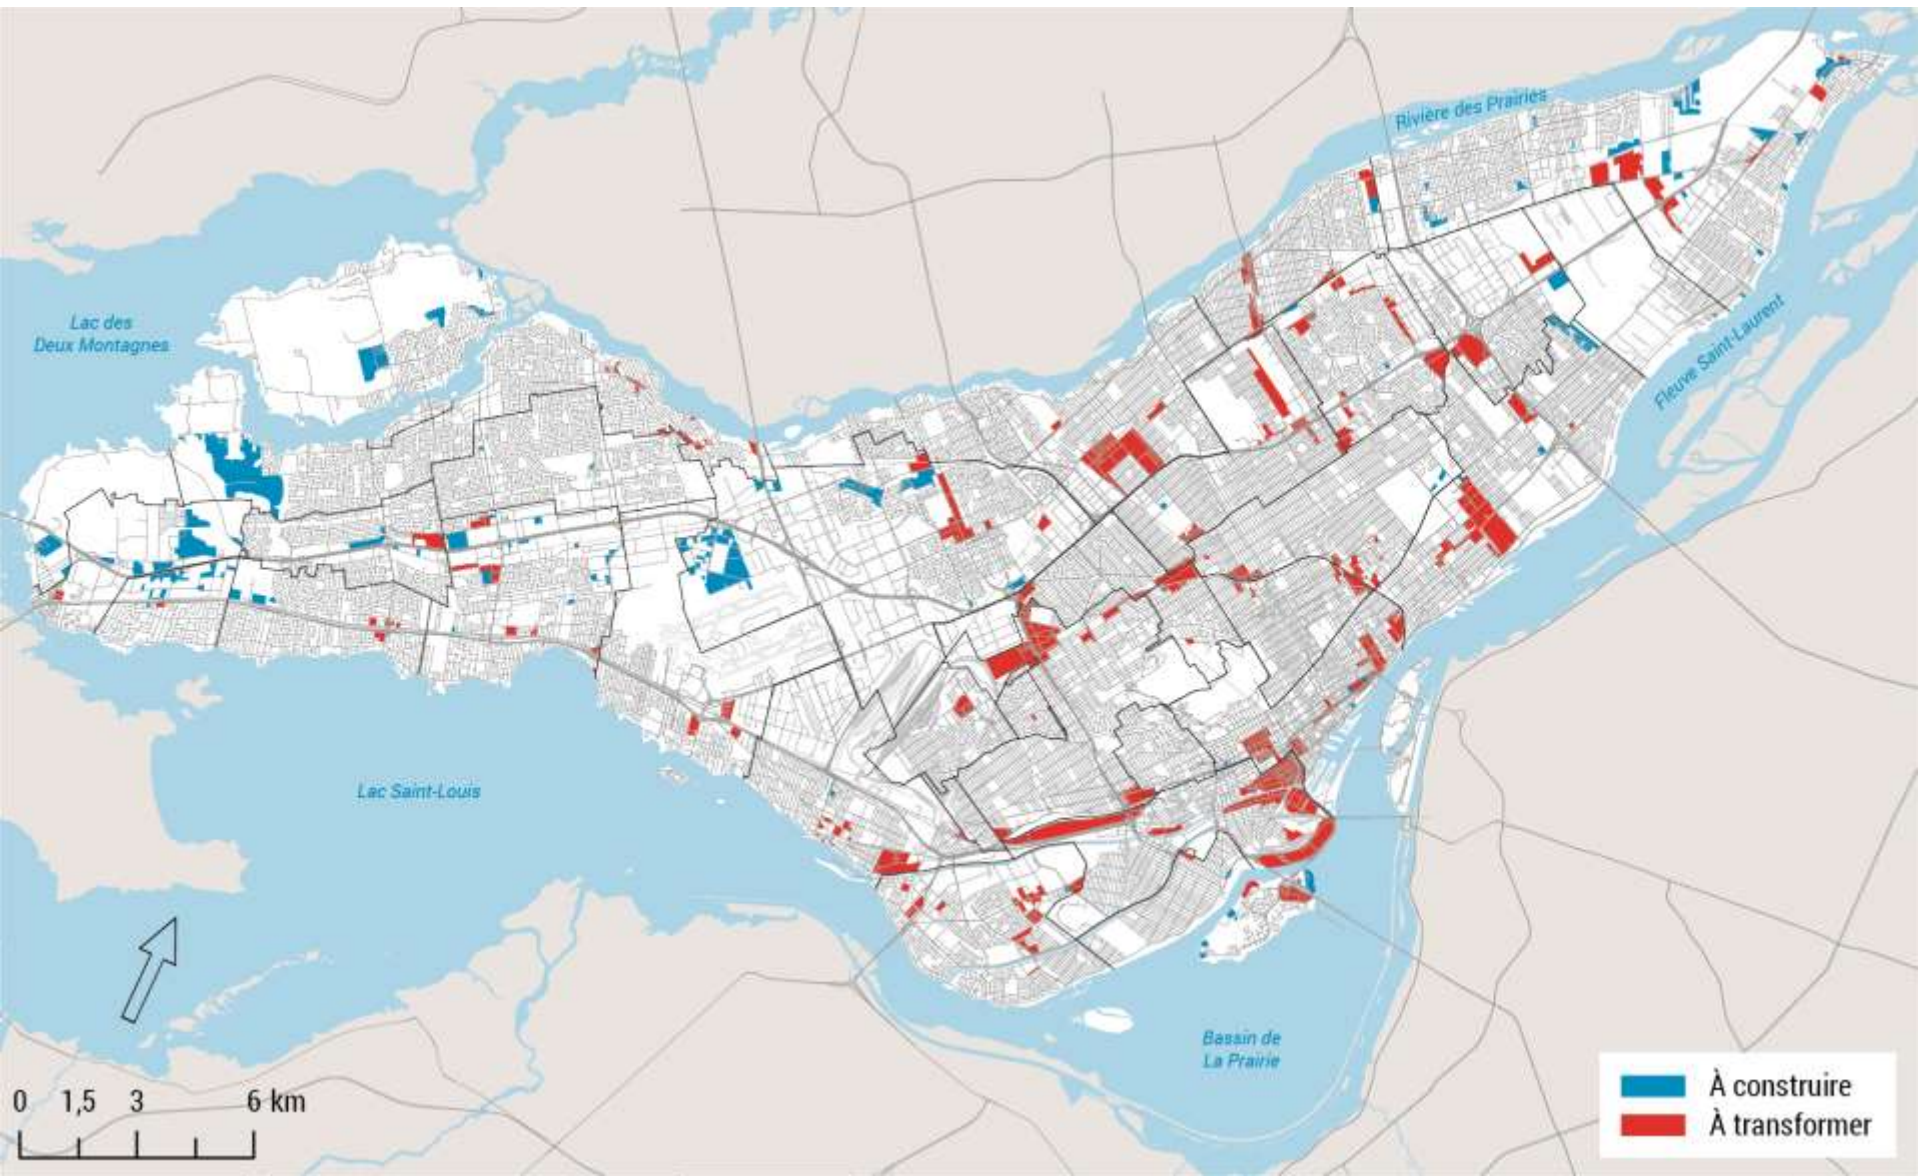 Rivière des Prairies
Lac des
Deux Montagnes
Fleuve Saint-Laurent
Lac Saint-Louis
Bassin de
La Prairie
0 1,5 3 6 km
À construire
À transformer